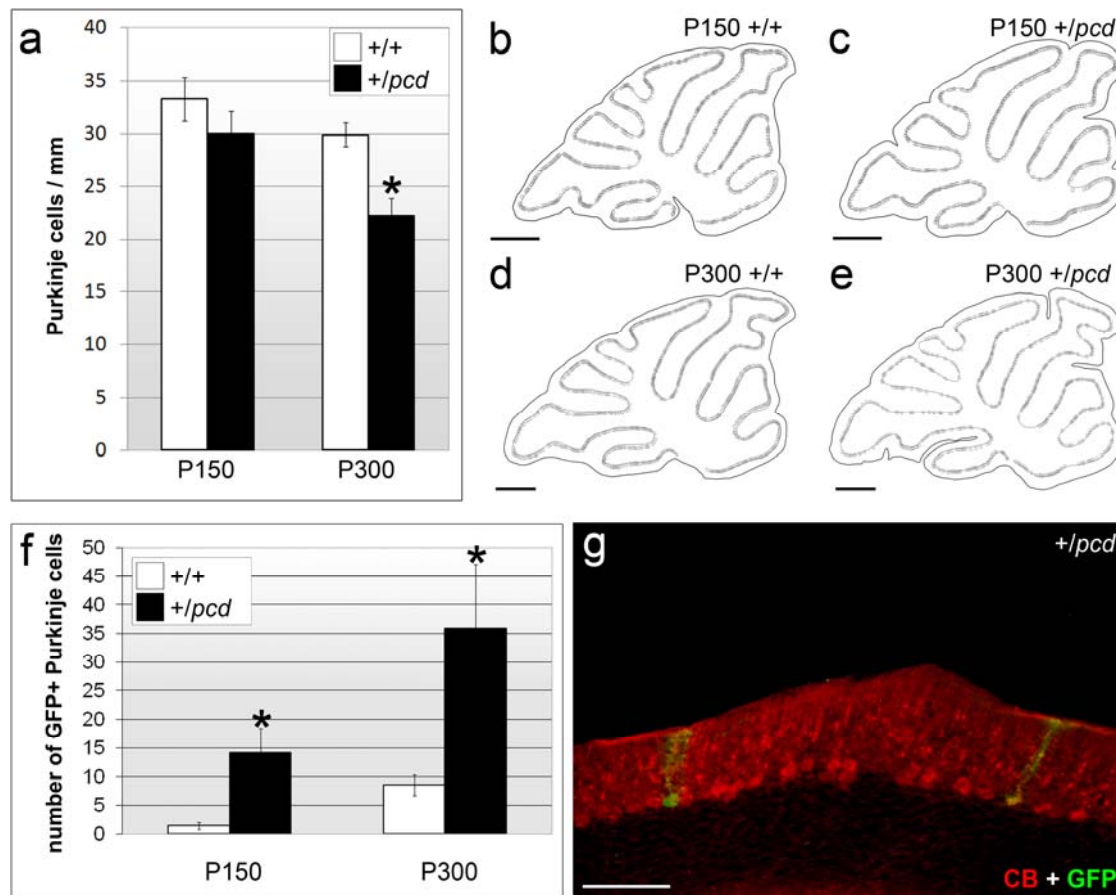 a
40
35
30
25
20
15
10
5
0
Purkinje cells / mm
+/+
+/pcd
*
P150
P300
b
P150 +/+
c
P150 +/pcd
d
P300 +/+
e
P300 +/pcd
f
50
45
40
35
30
25
20
15
10
5
0
number of GFP+ Purkinje cells
+/+
+/pcd
*
*
P150
P300
g
+/pcd
CB + GFP